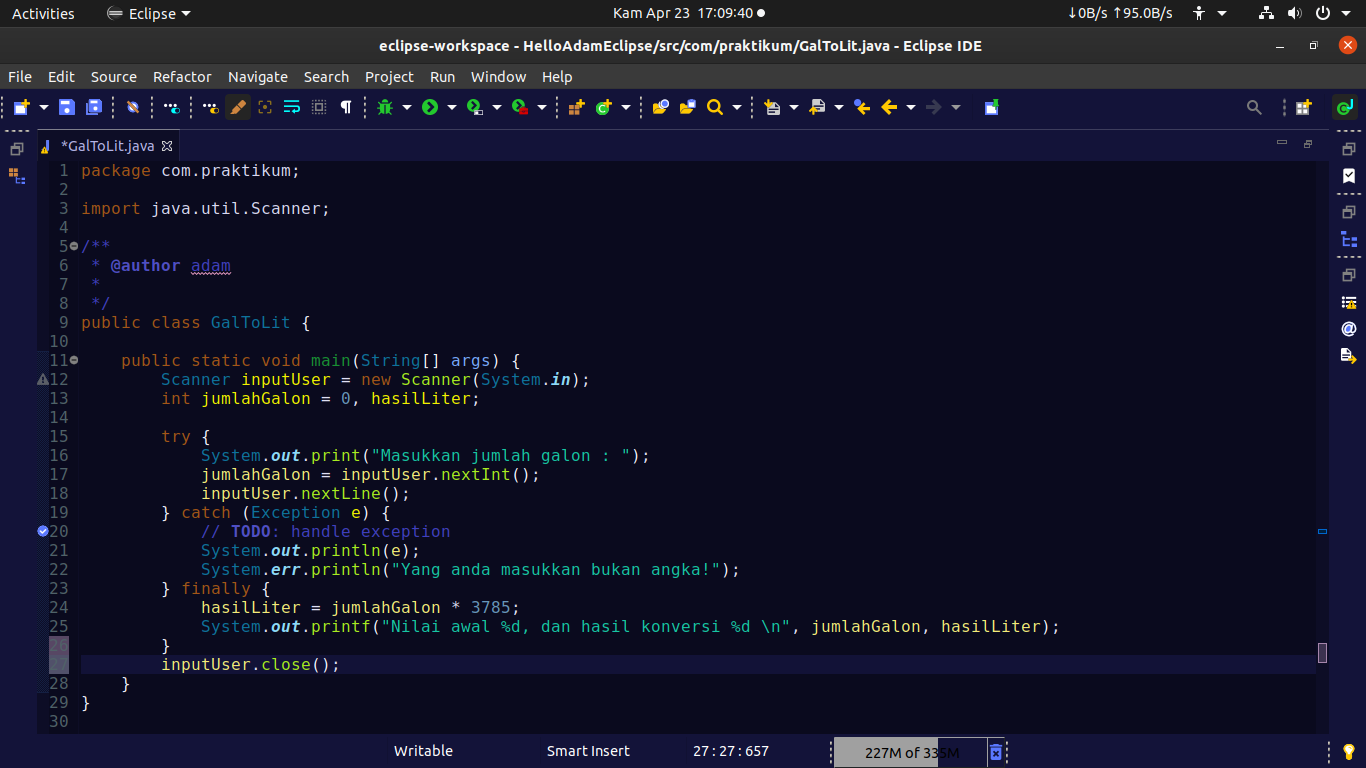 Activities Eclipse Kam Apr 23 17:09:40 ↓0B/s ↑95.0B/s
eclipse-workspace - HelloAdamEclipse/src/com/praktikum/GalToLit.java - Eclipse IDE
File Edit Source Refactor Navigate Search Project Run Window Help
*GalToLit.java
1 package com.praktikum;
2
3 import java.util.Scanner;
4
5 /**
6  * @author adam
7  *
8  */
9 public class GalToLit {
10
11     public static void main(String[] args) {
12         Scanner inputUser = new Scanner(System.in);
13         int jumlahGalon = 0, hasilLiter;
14
15         try {
16             System.out.print("Masukkan jumlah galon : ");
17             jumlahGalon = inputUser.nextInt();
18             inputUser.nextLine();
19         } catch (Exception e) {
20             // TODO: handle exception
21             System.out.println(e);
22             System.err.println("Yang anda masukkan bukan angka!");
23         } finally {
24             hasilLiter = jumlahGalon * 3785;
25             System.out.printf("Nilai awal %d, dan hasil konversi %d \n", jumlahGalon, hasilLiter);
26         }
27         inputUser.close();
28     }
29 }
30
Writable Smart Insert 27 : 27 : 657 227M of 335M